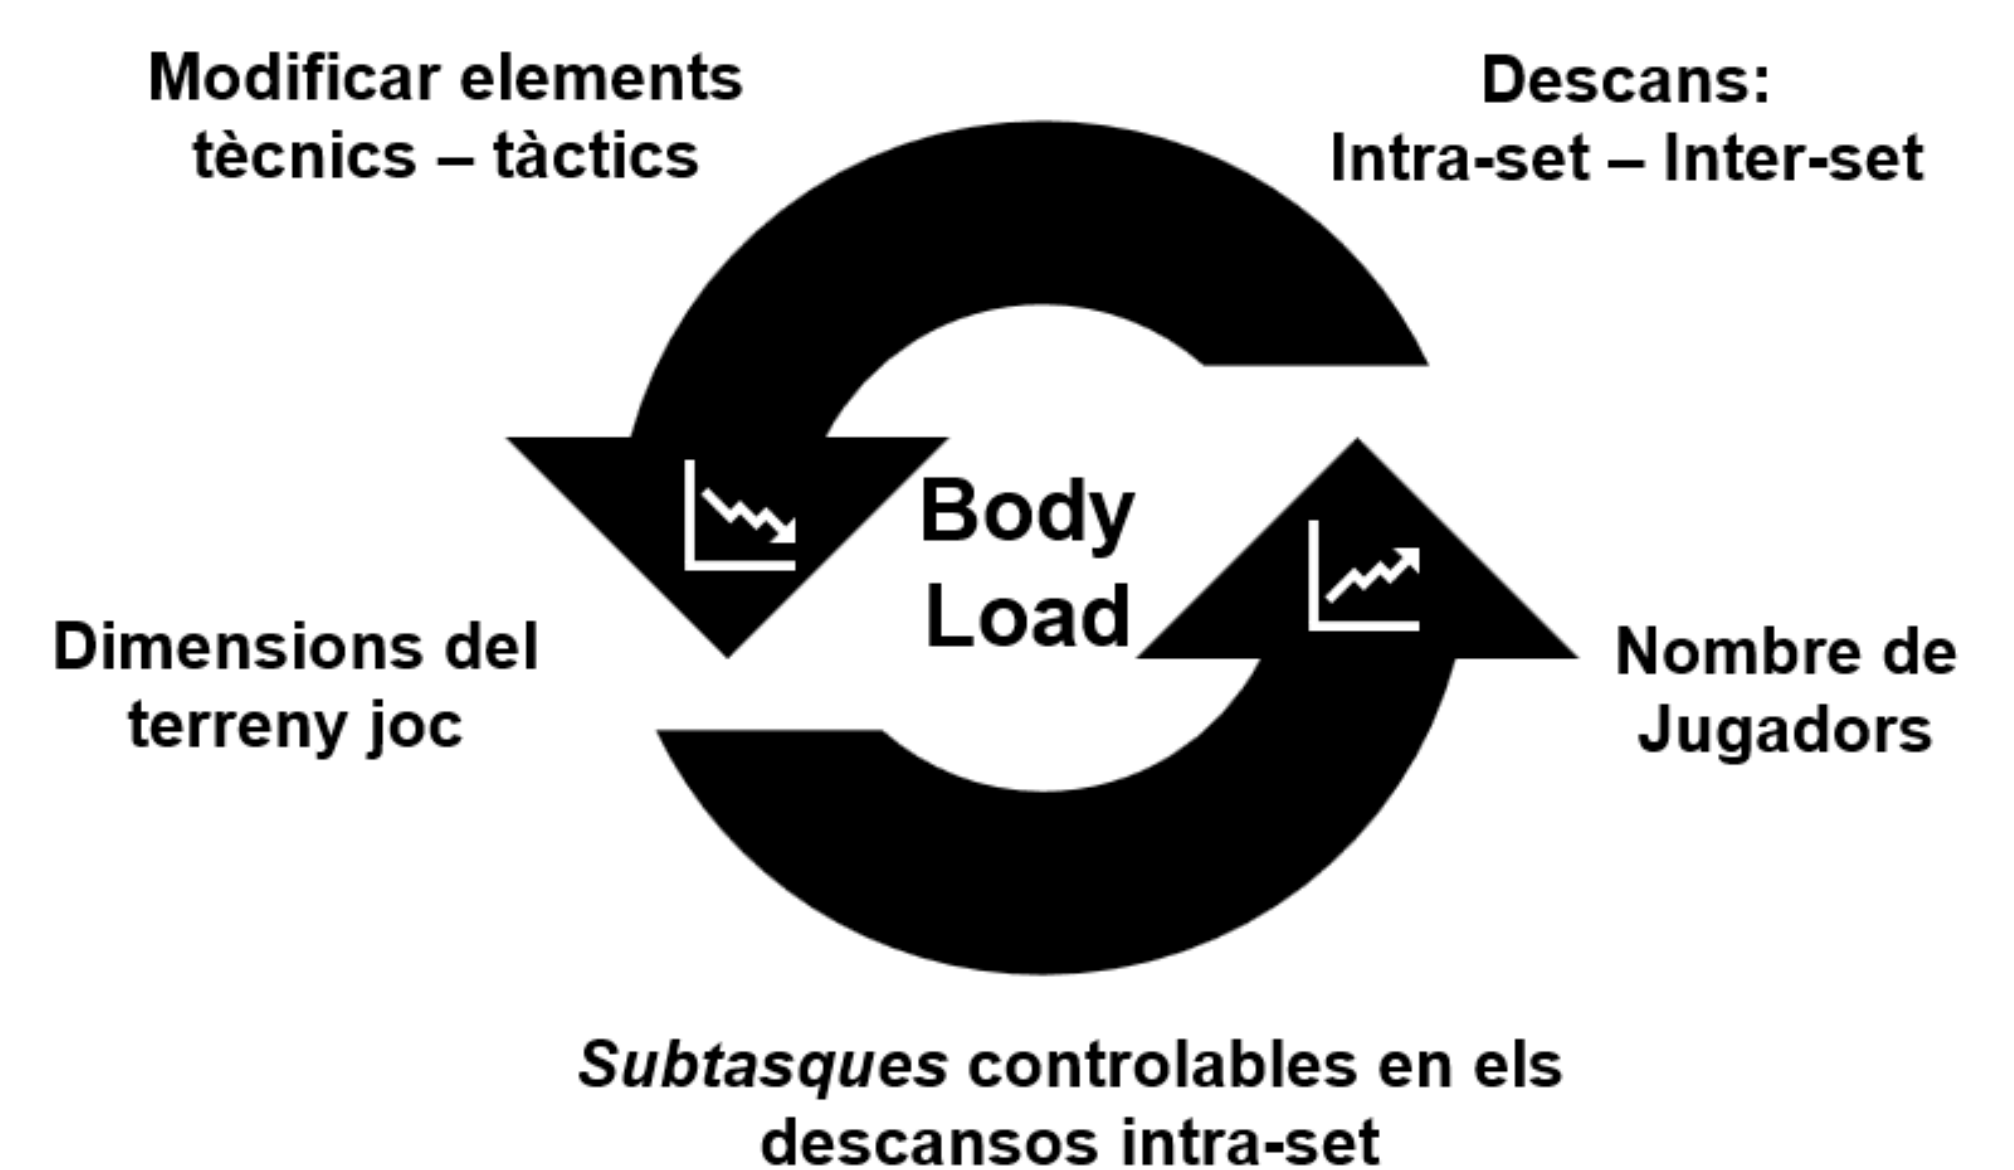 Modificar elements
tècnics – tàctics
Descans:
Intra-set – Inter-set
Body
Load
Dimensions del
terreny joc
Nombre de
Jugadors
Subtasques controlables en els
descansos intra-set